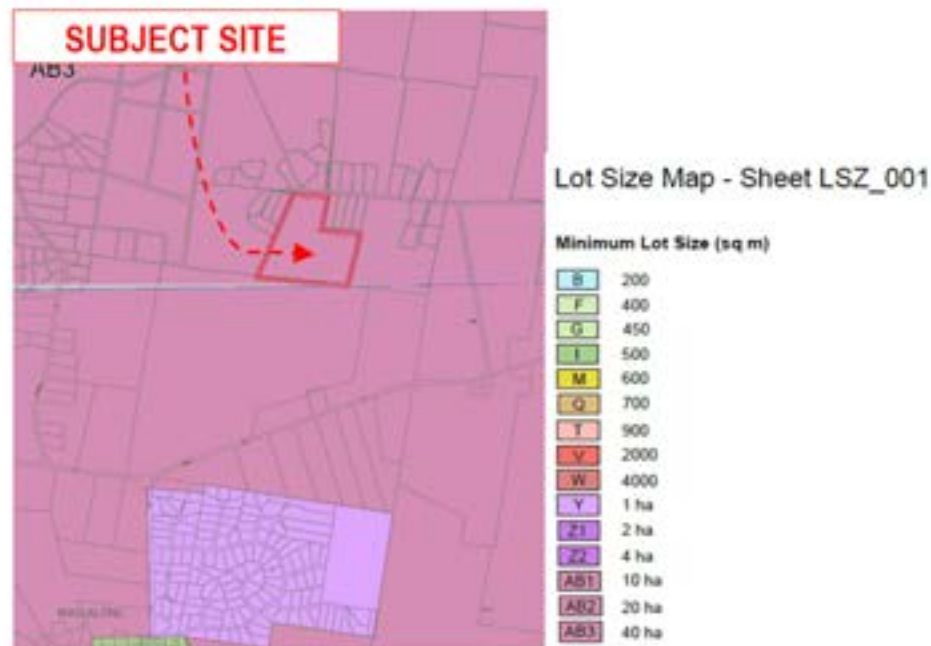 SUBJECT SITE
AB3
Lot Size Map - Sheet LSZ_001
Minimum Lot Size (sq m)
B 200
F 400
G 450
I 500
M 600
Q 700
T 900
V 2000
W 4000
Y 1 ha
Z1 2 ha
Z2 4 ha
AB1 10 ha
AB2 20 ha
AB3 40 ha